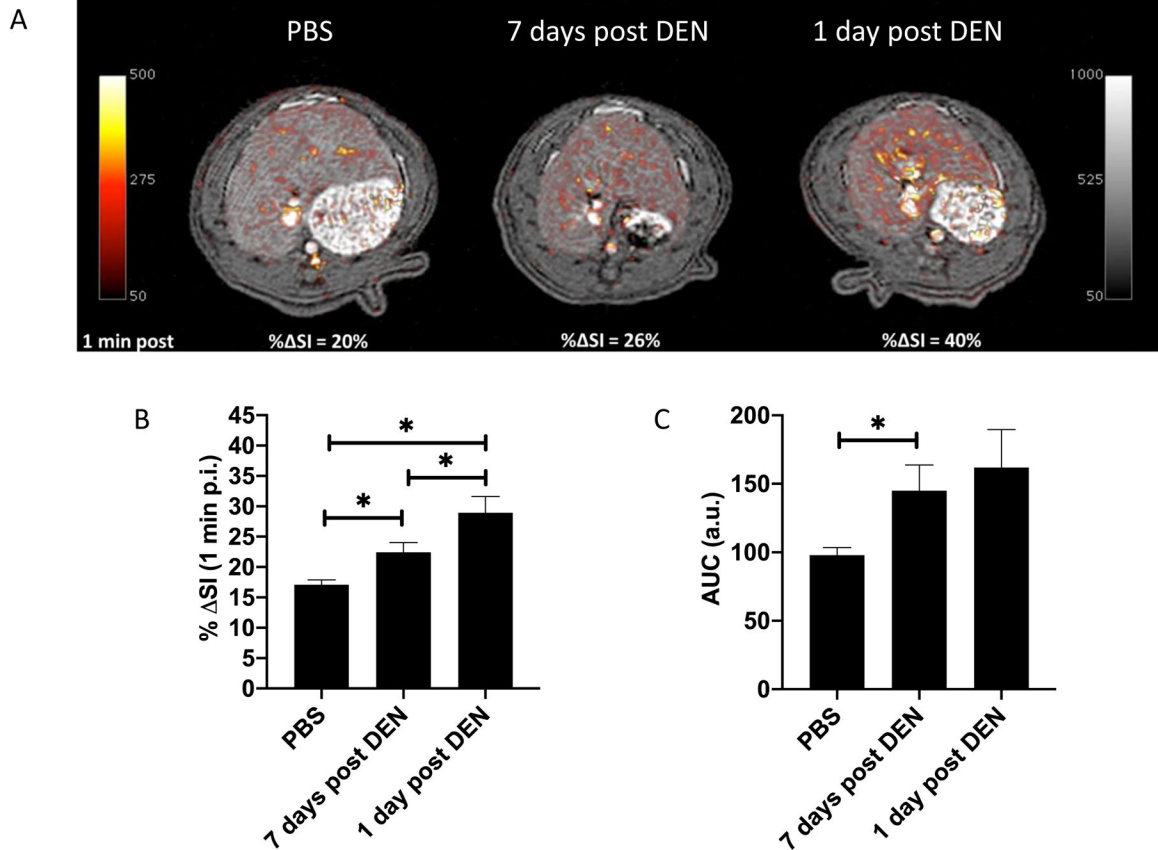 A
PBS
7 days post DEN
1 day post DEN
500
275
50
1000
525
50
1 min post
%ΔSI = 20%
%ΔSI = 26%
%ΔSI = 40%
B
% ΔSI (1 min p.i.)
45
40
35
30
25
20
15
10
5
0
*
*
*
PBS
7 days post DEN
1 day post DEN
C
AUC (a.u.)
200
150
100
50
0
*
PBS
7 days post DEN
1 day post DEN